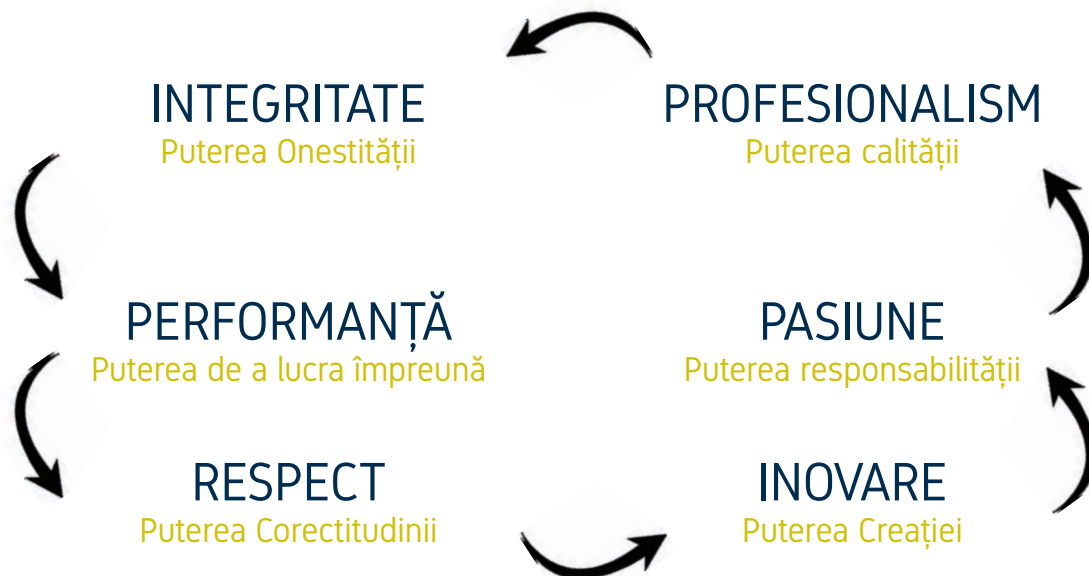 INTEGRITATE
Puterea Onestității
PROFESIONALISM
Puterea calității
PERFORMANȚĂ
Puterea de a lucra împreună
PASIUNE
Puterea responsabilității
RESPECT
Puterea Corectitudinii
INOVARE
Puterea Creației